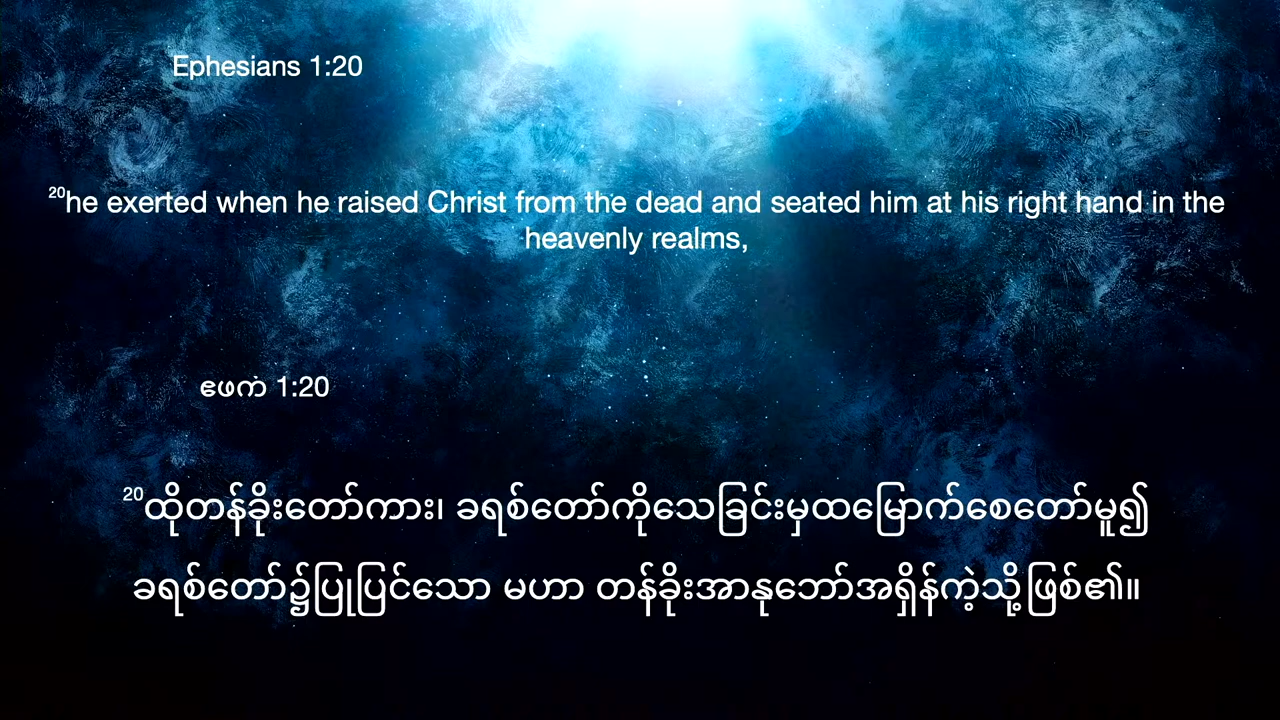 Ephesians 1:20
20he exerted when he raised Christ from the dead and seated him at his right hand in the
heavenly realms,
ဧဖက် 1:20
20ထိုတန်ခိုးတော်ကား၊ ခရစ်တော်ကိုသေခြင်းမှထမြောက်စေတော်မူ၍
ခရစ်တော်၌ပြုပြင်သော မဟာ တန်ခိုးအာနုဘော်အရှိန်ကဲ့သို့ဖြစ်၏။